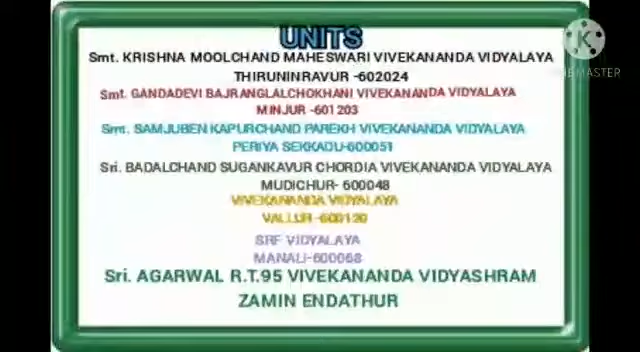 UNITS
Smt. KRISHNA MOOLCHAND MAHESWARI VIVEKANANDA VIDYALAYA
THIRUNINRAVUR -602024
Smt. GANDADEVI BAJRANGLALCHOKHANI VIVEKANANDA VIDYALAYA
MINJUR -601203
Smt. SAMJUBEN KAPURCHAND PAREKH VIVEKANANDA VIDYALAYA
PERIYA SEKKADU-600051
Sri. BADALCHAND SUGANKAVUR CHORDIA VIVEKANANDA VIDYALAYA
MUDICHUR- 600048
VIVEKANANDA VIDYALAYA
VALLUR -600120
SRF VIDYALAYA
MANALI-600068
Sri. AGARWAL R.T.95 VIVEKANANDA VIDYASHRAM
ZAMIN ENDATHUR